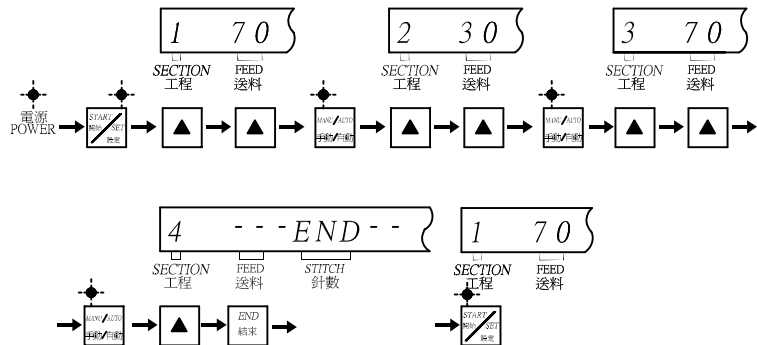 1 70
SECTION FEED
工程 送料
2 30
SECTION FEED
工程 送料
3 70
SECTION FEED
工程 送料
電源
POWER
START
開始 SET
設定
▲
▲
MANU/AUTO
手動/自動
▲
▲
MANU/AUTO
手動/自動
▲
▲
4 - - - END - -
SECTION FEED STITCH
工程 送料 針數
1 70
SECTION FEED
工程 送料
MANU/AUTO
手動/自動
▲
END
結束
START
開始 SET
設定